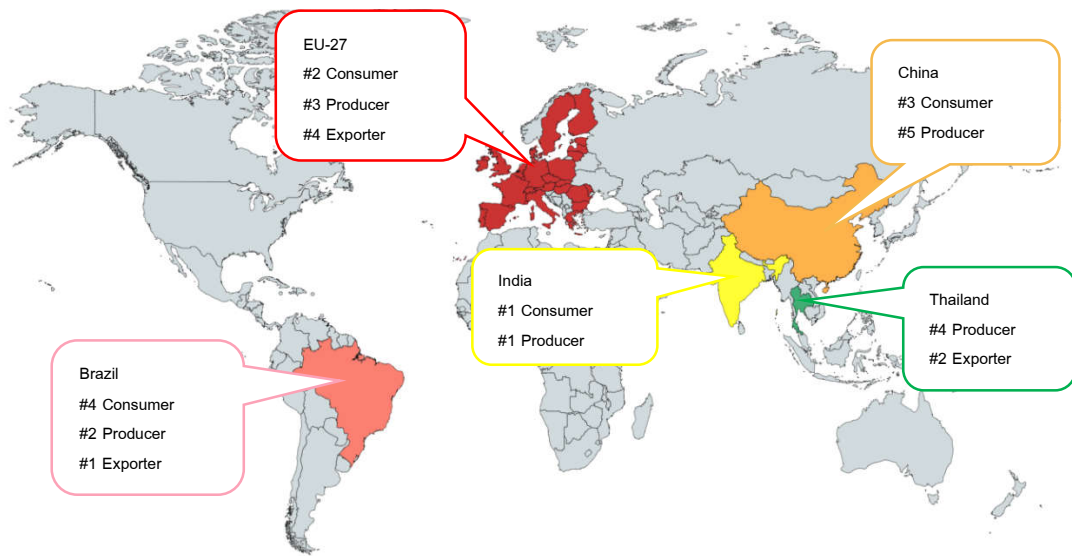 EU-27
#2 Consumer
#3 Producer
#4 Exporter
China
#3 Consumer
#5 Producer
India
#1 Consumer
#1 Producer
Thailand
#4 Producer
#2 Exporter
Brazil
#4 Consumer
#2 Producer
#1 Exporter